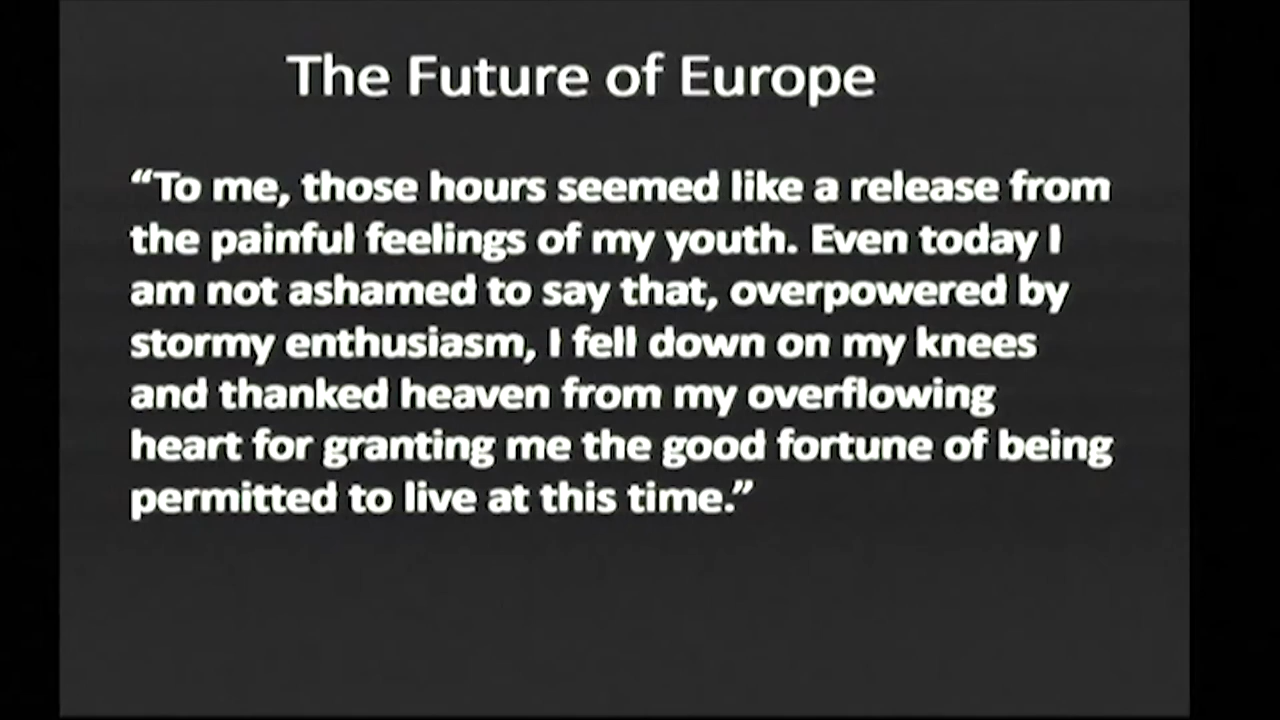 The Future of Europe
“To me, those hours seemed like a release from
the painful feelings of my youth. Even today I
am not ashamed to say that, overpowered by
stormy enthusiasm, I fell down on my knees
and thanked heaven from my overflowing
heart for granting me the good fortune of being
permitted to live at this time.”